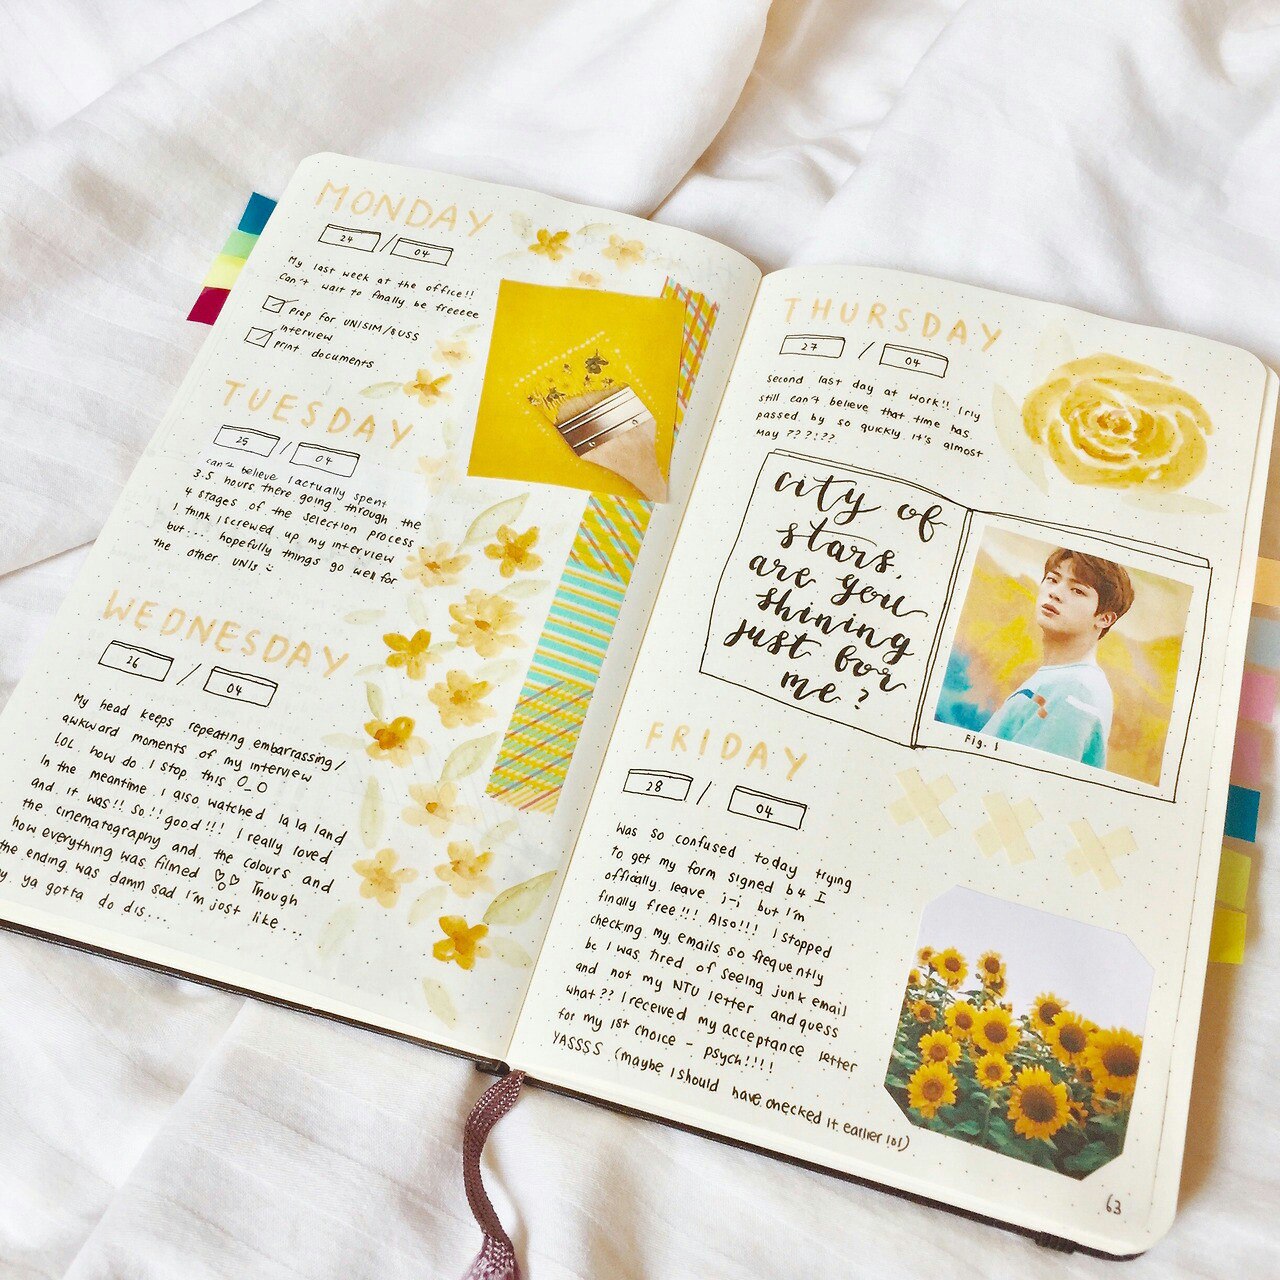 MONDAY
24 / 04
My last week at the office!!
Can't wait to finally be freeeee
prep for UNISIM/SUSS
interview
print documents
TUESDAY
25 / 04
can't believe I actually spent
3.5 hours there going through the
4 stages of the selection process
I think I screwed up my interview
but.... hopefully things go well for
the other UNIs
WEDNESDAY
26 / 04
My head keeps repeating embarrassing/
awkward moments of my interview
LOL how do I stop this O_O
In the meantime I also watched la la land
and it was!! So!! good!!! I really loved
the cinematography and the colours and
how everything was filmed ♡♡♡ Though
the ending was damn sad I'm just like...
ya gotta do dis...
THURSDAY
27 / 04
Second last day at work!! I rly
still can't believe that time has
passed by so quickly. it's almost
May ??!??
city of
stars,
are you
shining
just for
me?
Fig. 1
FRIDAY
28 / 04
Was so confused today trying
to get my form signed b4 I
officially leave ;-; but I'm
finally free!!! Also!!! I stopped
checking my emails so frequently
bc I was tired of seeing junk email
and not my NTU letter and guess
what?? I received my acceptance letter
for my 1st choice - psych!!!!
YASSSS (maybe I should have checked it earlier lol)
63